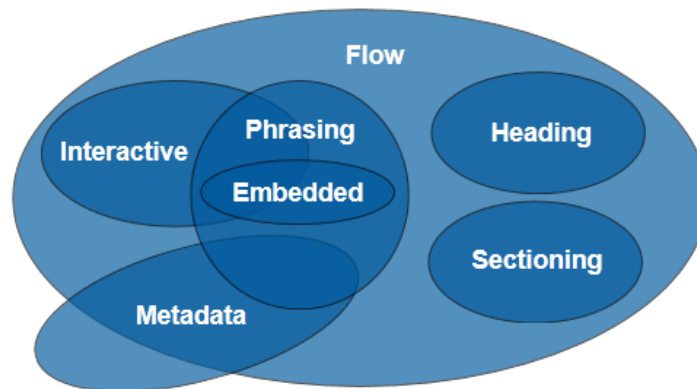 Flow
Phrasing
Heading
Interactive
Embedded
Sectioning
Metadata